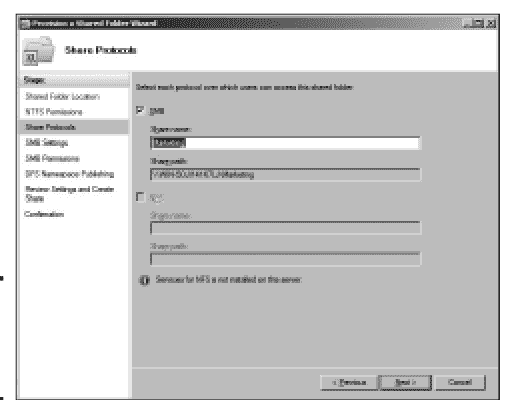 Provision a Shared Folder Wizard
Share Protocols
Steps:
Shared Folder Location
NTFS Permissions
Share Protocols
SMB Settings
SMB Permissions
DFS Namespace Publishing
Review Settings and Create
Share
Confirmation
Select each protocol over which users can access this shared folder.
SMB
Share name:
Marketing
Share path:
NFS
Share name:
Share path:
Services for NFS is not installed on this server.
< Previous
Next >
Cancel